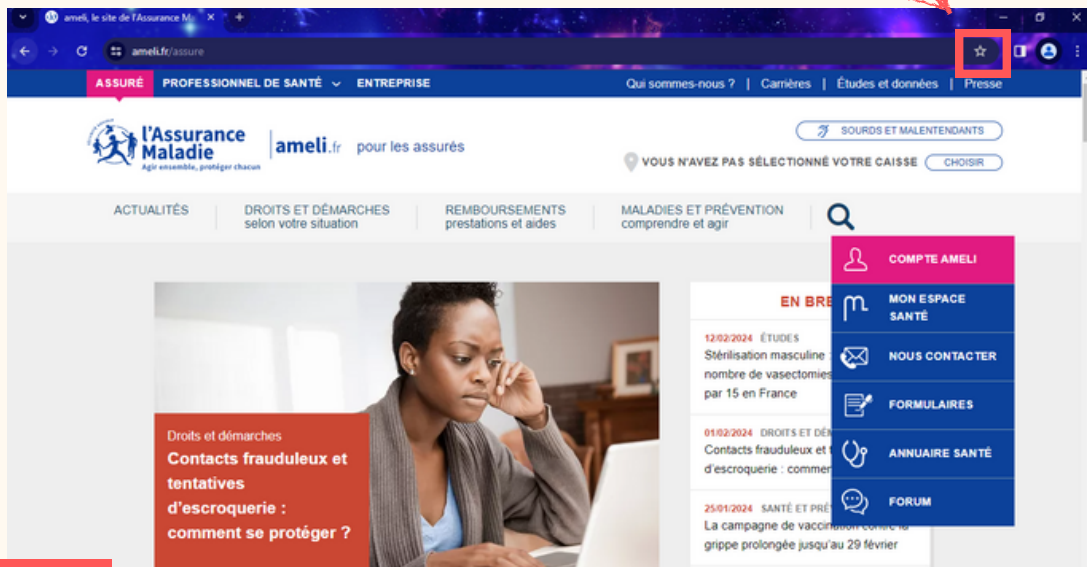 ameli, le site de l'Assurance Ma
ameli.fr/assure
ASSURÉ PROFESSIONNEL DE SANTÉ ENTREPRISE
Qui sommes-nous ? | Carrières | Études et données | Presse
l'Assurance
Maladie
Agir ensemble, protéger chacun
ameli.fr pour les assurés
SOURDS ET MALENTENDANTS
VOUS N'AVEZ PAS SÉLECTIONNÉ VOTRE CAISSE CHOISIR
ACTUALITÉS
DROITS ET DÉMARCHES
selon votre situation
REMBOURSEMENTS
prestations et aides
MALADIES ET PRÉVENTION
comprendre et agir
COMPTE AMELI
MON ESPACE
SANTÉ
NOUS CONTACTER
FORMULAIRES
ANNUAIRE SANTÉ
FORUM
Droits et démarches
Contacts frauduleux et
tentatives
d'escroquerie :
comment se protéger ?
EN BRE
12/02/2024 ÉTUDES
Stérilisation masculine :
nombre de vasectomies
par 15 en France
01/02/2024 DROITS ET DÉM
Contacts frauduleux et t
d'escroquerie : commen
25/01/2024 SANTÉ ET PRÉ
La campagne de vaccination contre la
grippe prolongée jusqu'au 29 février